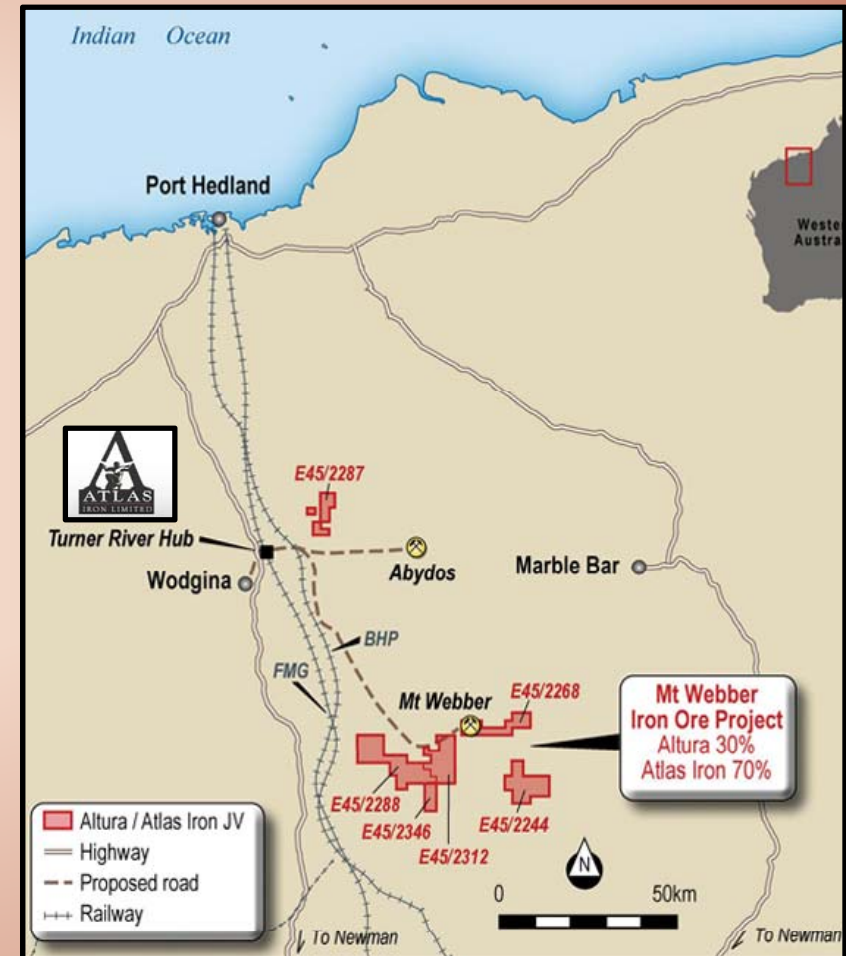 Indian Ocean
Port Hedland
Wester
Austra
ATLAS
IRON LIMITED
E45/2287
Turner River Hub
Abydos
Marble Bar
Wodgina
BHP
FMG
Mt Webber
E45/2268
Mt Webber
Iron Ore Project
Altura 30%
Atlas Iron 70%
E45/2288
E45/2346
E45/2244
E45/2312
Altura / Atlas Iron JV
Highway
Proposed road
Railway
N
0 50km
To Newman
To Newman